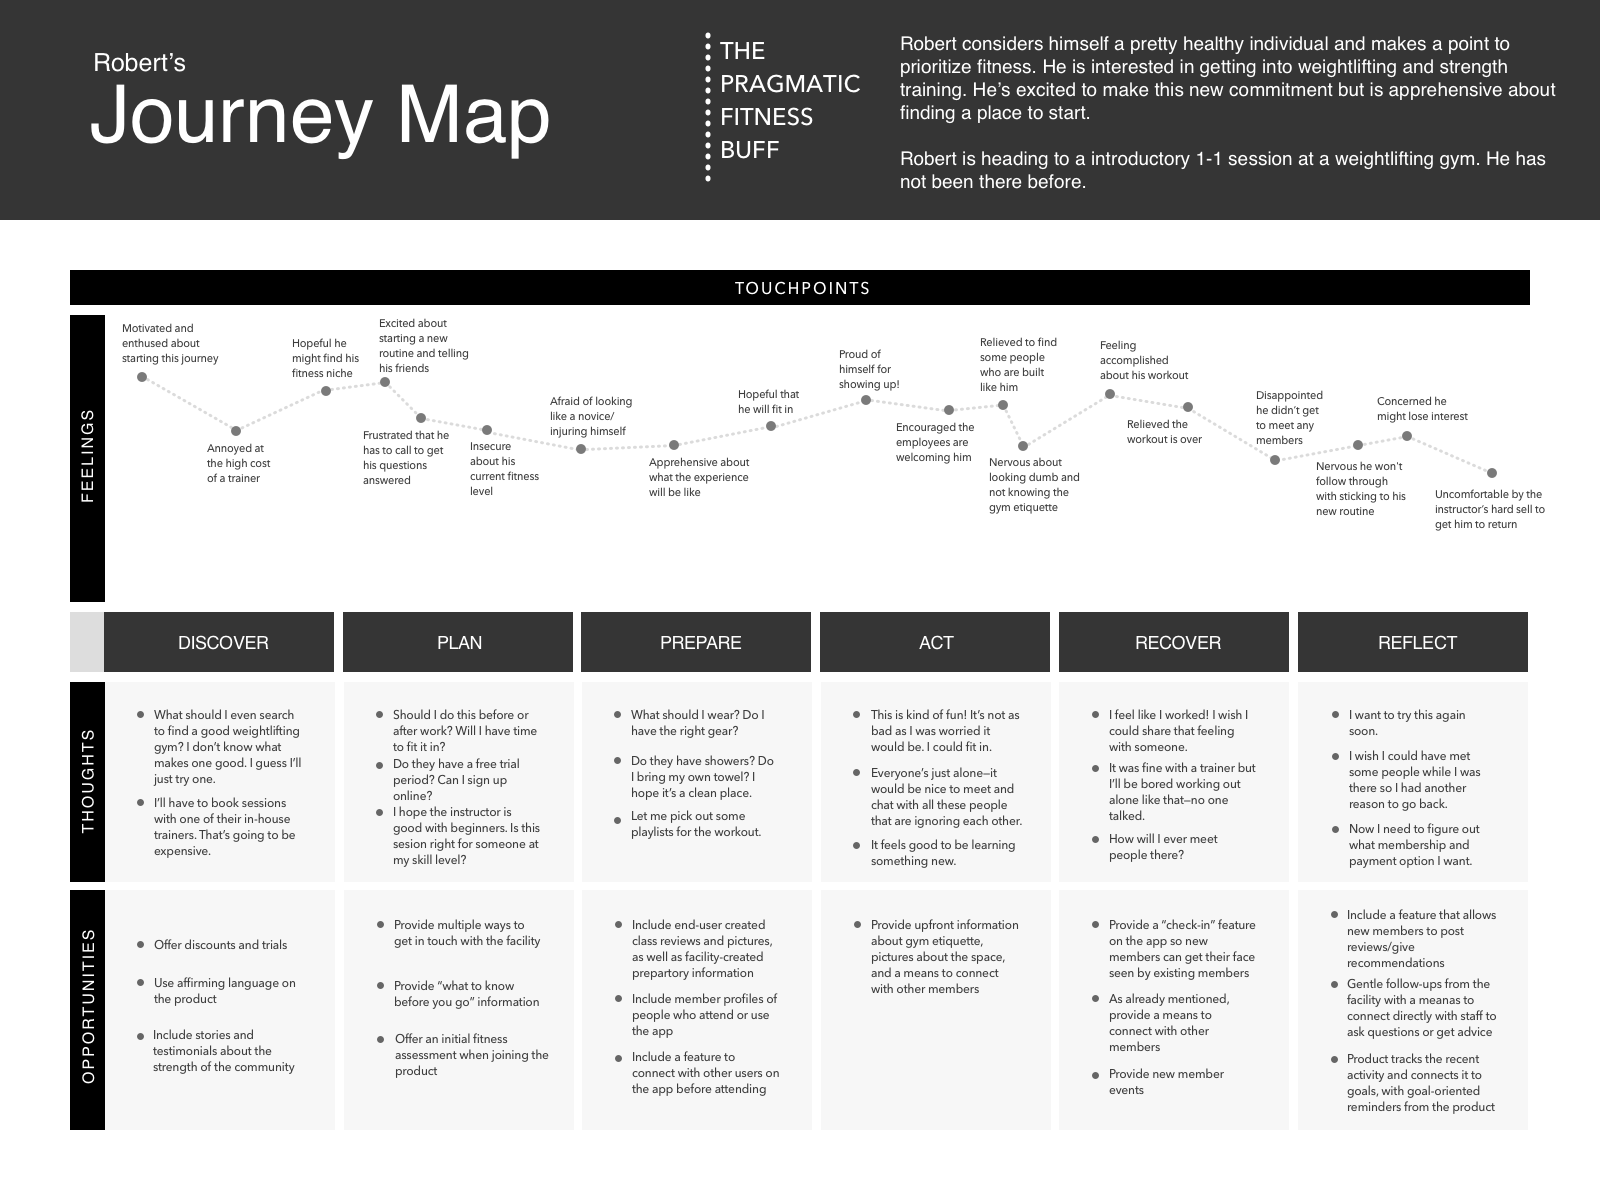 Robert's
Journey Map
THE
PRAGMATIC
FITNESS
BUFF
Robert considers himself a pretty healthy individual and makes a point to
prioritize fitness. He is interested in getting into weightlifting and strength
training. He's excited to make this new commitment but is apprehensive about
finding a place to start.
Robert is heading to a introductory 1-1 session at a weightlifting gym. He has
not been there before.
TOUCHPOINTS
FEELINGS
Motivated and
enthused about
starting this journey
Annoyed at
the high cost
of a trainer
Hopeful he
might find his
fitness niche
Excited about
starting a new
routine and telling
his friends
Frustrated that he
has to call to get
his questions
answered
Insecure
about his
current fitness
level
Afraid of looking
like a novice/
injuring himself
Apprehensive about
what the experience
will be like
Hopeful that
he will fit in
Proud of
himself for
showing up!
Encouraged the
employees are
welcoming him
Relieved to find
some people
who are built
like him
Nervous about
looking dumb and
not knowing the
gym etiquette
Feeling
accomplished
about his workout
Relieved the
workout is over
Disappointed
he didn't get
to meet any
members
Nervous he won't
follow through
with sticking to his
new routine
Concerned he
might lose interest
Uncomfortable by the
instructor's hard sell to
get him to return
DISCOVER
PLAN
PREPARE
ACT
RECOVER
REFLECT
THOUGHTS
What should I even search
to find a good weightlifting
gym? I don't know what
makes one good. I guess I'll
just try one.
I'll have to book sessions
with one of their in-house
trainers. That's going to be
expensive.
Should I do this before or
after work? Will I have time
to fit it in?
Do they have a free trial
period? Can I sign up
online?
I hope the instructor is
good with beginners. Is this
sesion right for someone at
my skill level?
What should I wear? Do I
have the right gear?
Do they have showers? Do
I bring my own towel? I
hope it's a clean place.
Let me pick out some
playlists for the workout.
This is kind of fun! It's not as
bad as I was worried it
would be. I could fit in.
Everyone's just alone—it
would be nice to meet and
chat with all these people
that are ignoring each other.
It feels good to be learning
something new.
I feel like I worked! I wish I
could share that feeling
with someone.
It was fine with a trainer but
I'll be bored working out
alone like that—no one
talked.
How will I ever meet
people there?
I want to try this again
soon.
I wish I could have met
some people while I was
there so I had another
reason to go back.
Now I need to figure out
what membership and
payment option I want.
OPPORTUNITIES
Offer discounts and trials
Use affirming language on
the product
Include stories and
testimonials about the
strength of the community
Provide multiple ways to
get in touch with the facility
Provide "what to know
before you go" information
Offer an initial fitness
assessment when joining the
product
Include end-user created
class reviews and pictures,
as well as facility-created
prepartory information
Include member profiles of
people who attend or use
the app
Include a feature to
connect with other users on
the app before attending
Provide upfront information
about gym etiquette,
pictures about the space,
and a means to connect
with other members
Provide a "check-in" feature
on the app so new
members can get their face
seen by existing members
As already mentioned,
provide a means to
connect with other
members
Provide new member
events
Include a feature that allows
new members to post
reviews/give
recommendations
Gentle follow-ups from the
facility with a meanas to
connect directly with staff to
ask questions or get advice
Product tracks the recent
activity and connects it to
goals, with goal-oriented
reminders from the product